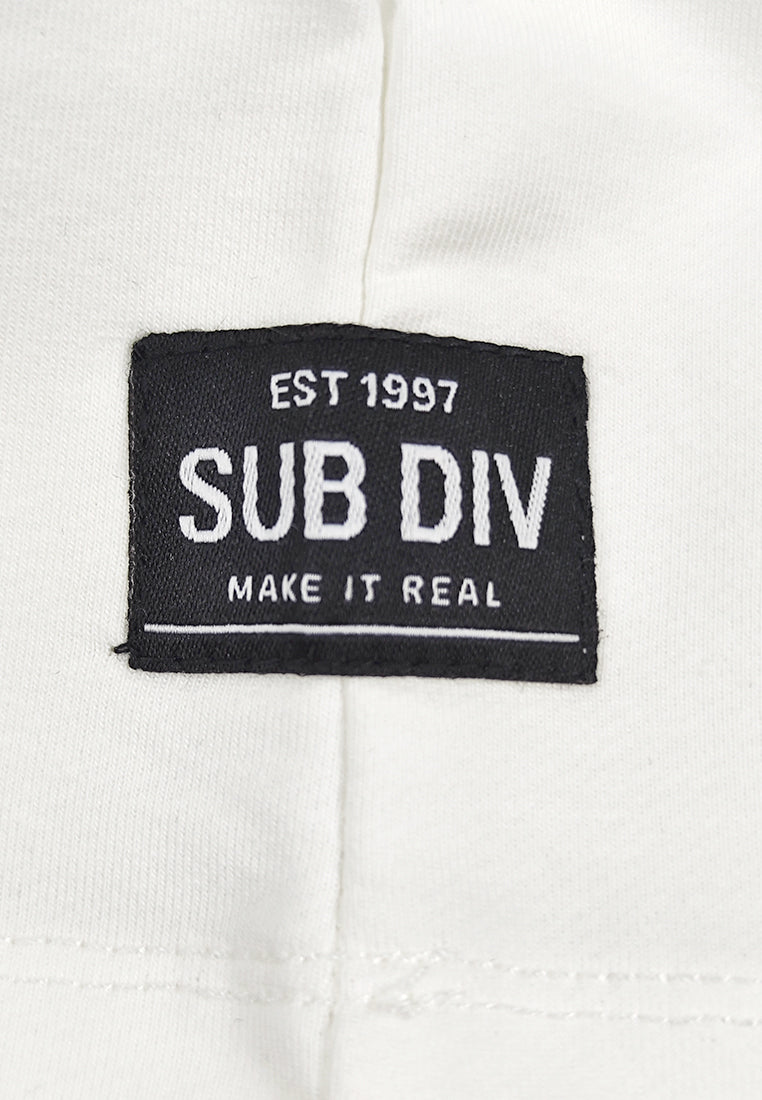 EST 1997
SUB DIV
MAKE IT REAL